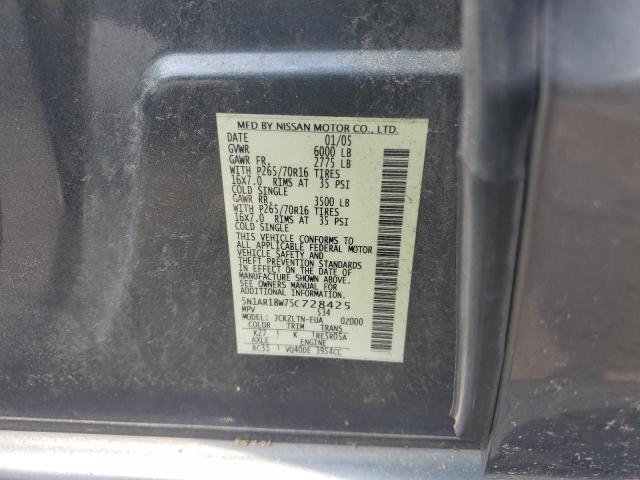 MFD BY NISSAN MOTOR CO., LTD.
DATE 01/05
GVWR 6000 LB
GAWR FR. 2775 LB
WITH P265/70R16 TIRES
16X7.0 RIMS AT 35 PSI
COLD SINGLE
GAWR RR. 3500 LB
WITH P265/70R16 TIRES
16X7.0 RIMS AT 35 PSI
COLD SINGLE
THIS VEHICLE CONFORMS TO
ALL APPLICABLE FEDERAL MOTOR
VEHICLE SAFETY AND
THEFT PREVENTION STANDARDS
IN EFFECT ON THE DATE OF
MANUFACTURE SHOWN ABOVE.
SEE OWNERS MANUAL FOR
ADDITIONAL INFORMATION.
5N1AR18W75C728425
MPV 534
MODEL JCKZLTN-EUA 02000
COLOR TRIM TRANS
K27 K RE5R05A
AXLE ENGINE
RC33 VQ40DE 3954CC